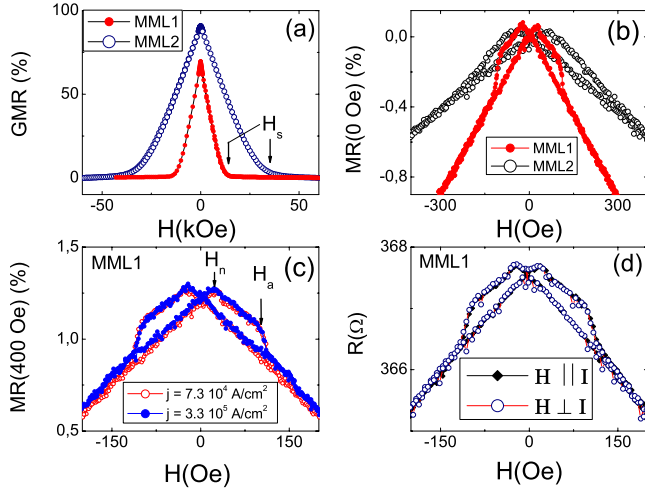 (a)
MML1
MML2
H_s
GMR (%)
100
50
0
-50 0 50
H(kOe)
(b)
MML1
MML2
MR(0 Oe) (%)
0,0
-0,4
-0,8
-300 0 300
H(Oe)
MML1
(c)
H_n
H_a
j = 7.3 10^4 A/cm^2
j = 3.3 10^5 A/cm^2
MR(400 Oe) (%)
1,5
1,0
0,5
-150 0 150
H(Oe)
MML1
(d)
H || I
H ⊥ I
R(Ω)
368
366
-150 0 150
H(Oe)